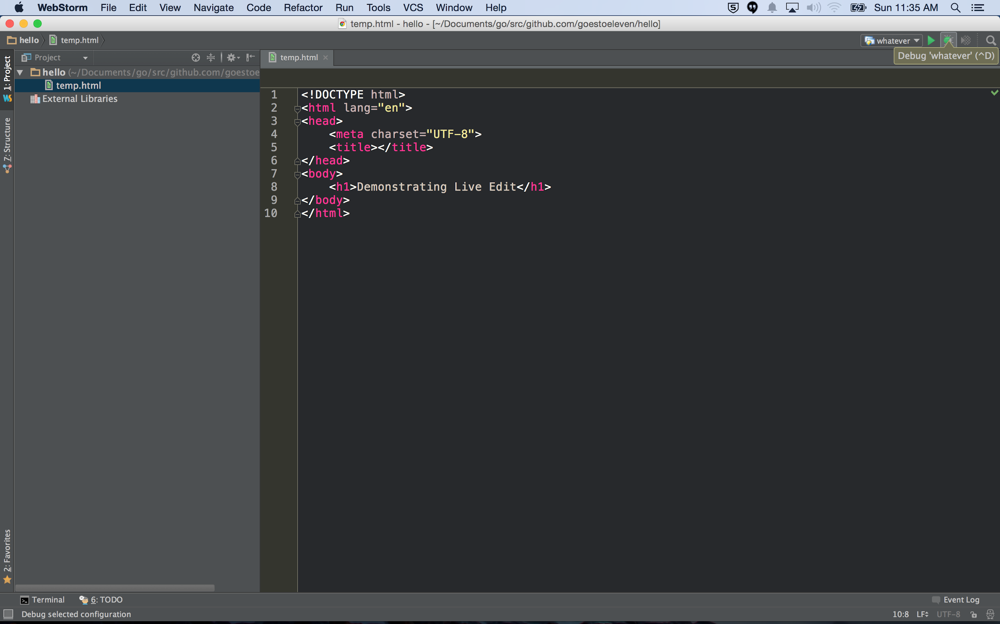 WebStorm File Edit View Navigate Code Refactor Run Tools VCS Window Help Sun 11:35 AM
temp.html - hello - [~/Documents/go/src/github.com/goestoeleven/hello]
hello temp.html whatever
Debug 'whatever' (^D)
Project temp.html
1: Project
hello (~/Documents/go/src/github.com/goestoe
temp.html
External Libraries
7: Structure
2: Favorites
1 <!DOCTYPE html>
2 <html lang="en">
3 <head>
4 <meta charset="UTF-8">
5 <title></title>
6 </head>
7 <body>
8 <h1>Demonstrating Live Edit</h1>
9 </body>
10 </html>
Terminal 6: TODO Event Log
Debug selected configuration 10:8 LF UTF-8